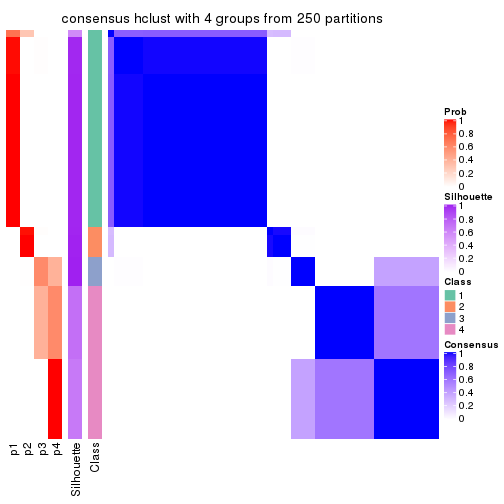 consensus hclust with 4 groups from 250 partitions
Prob
1
0.8
0.6
0.4
0.2
0
Silhouette
1
0.8
0.6
0.4
0.2
0
Class
1
2
3
4
Consensus
1
0.8
0.6
0.4
0.2
0
p1
p2
p3
p4
Silhouette
Class